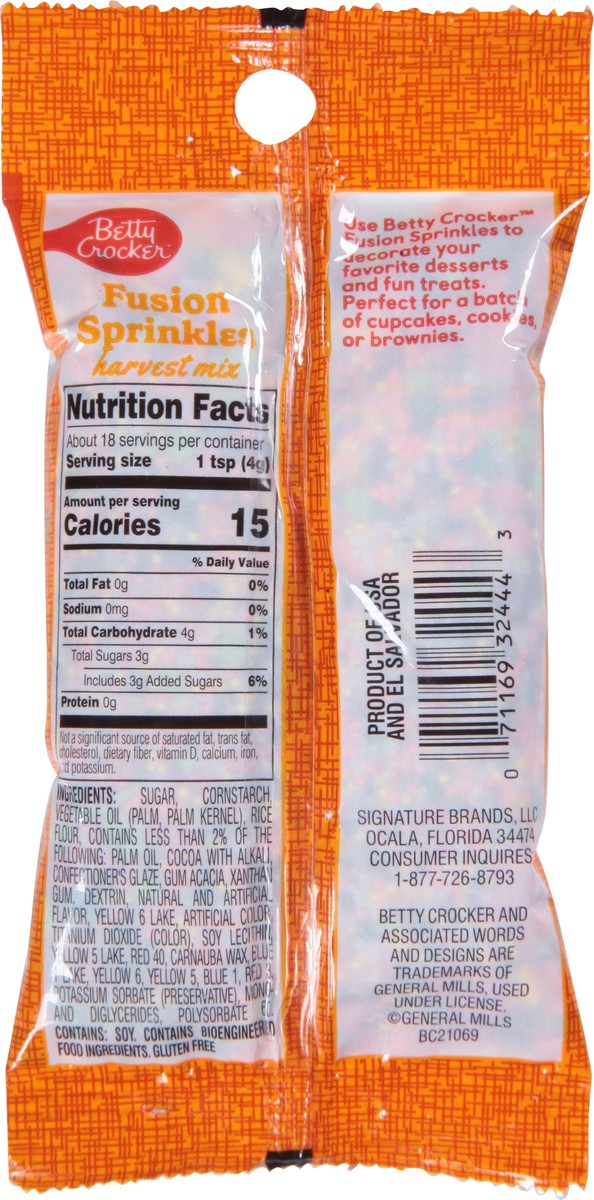 Betty
Crocker
Fusion
Sprinkles
harvest mix
Nutrition Facts
About 18 servings per container
Serving size 1 tsp (4g)
Amount per serving
Calories 15
% Daily Value
Total Fat 0g 0%
Sodium 0mg 0%
Total Carbohydrate 4g 1%
Total Sugars 3g
Includes 3g Added Sugars 6%
Protein 0g
Not a significant source of saturated fat, trans fat,
cholesterol, dietary fiber, vitamin D, calcium, iron,
potassium.
INGREDIENTS: SUGAR, CORNSTARCH,
VEGETABLE OIL (PALM, PALM KERNEL), RICE
FLOUR, CONTAINS LESS THAN 2% OF THE
FOLLOWING: PALM OIL, COCOA WITH ALKALI,
CONFECTIONER'S GLAZE, GUM ACACIA, XANTHAN
GUM, DEXTRIN, NATURAL AND ARTIFICIAL
FLAVOR, YELLOW 6 LAKE, ARTIFICIAL COLOR,
TITANIUM DIOXIDE (COLOR), SOY LECITHIN,
YELLOW 5 LAKE, RED 40, CARNAUBA WAX, BLUE
LAKE, YELLOW 6, YELLOW 5, BLUE 1, RED 3,
POTASSIUM SORBATE (PRESERVATIVE), MONO
AND DIGLYCERIDES, POLYSORBATE
CONTAINS: SOY. CONTAINS BIOENGINEERED
FOOD INGREDIENTS. GLUTEN FREE
Use Betty Crocker™
Fusion Sprinkles to
decorate your
favorite desserts
and fun treats.
Perfect for a batch
of cupcakes, cookies,
or brownies.
PRODUCT OF USA
AND EL SALVADOR
0 71169 32444 3
SIGNATURE BRANDS, LLC
OCALA, FLORIDA 34474
CONSUMER INQUIRES
1-877-726-8793
BETTY CROCKER AND
ASSOCIATED WORDS
AND DESIGNS ARE
TRADEMARKS OF
GENERAL MILLS, USED
UNDER LICENSE.
©GENERAL MILLS
BC21069